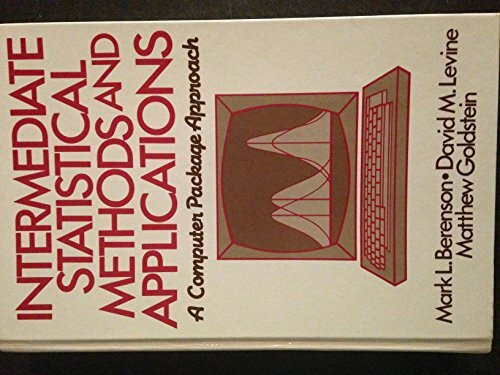 INTERMEDIATE
STATISTICAL
METHODS AND
APPLICATIONS
A Computer Package Approach
Mark L. Berenson • David M. Levine
Matthew Goldstein